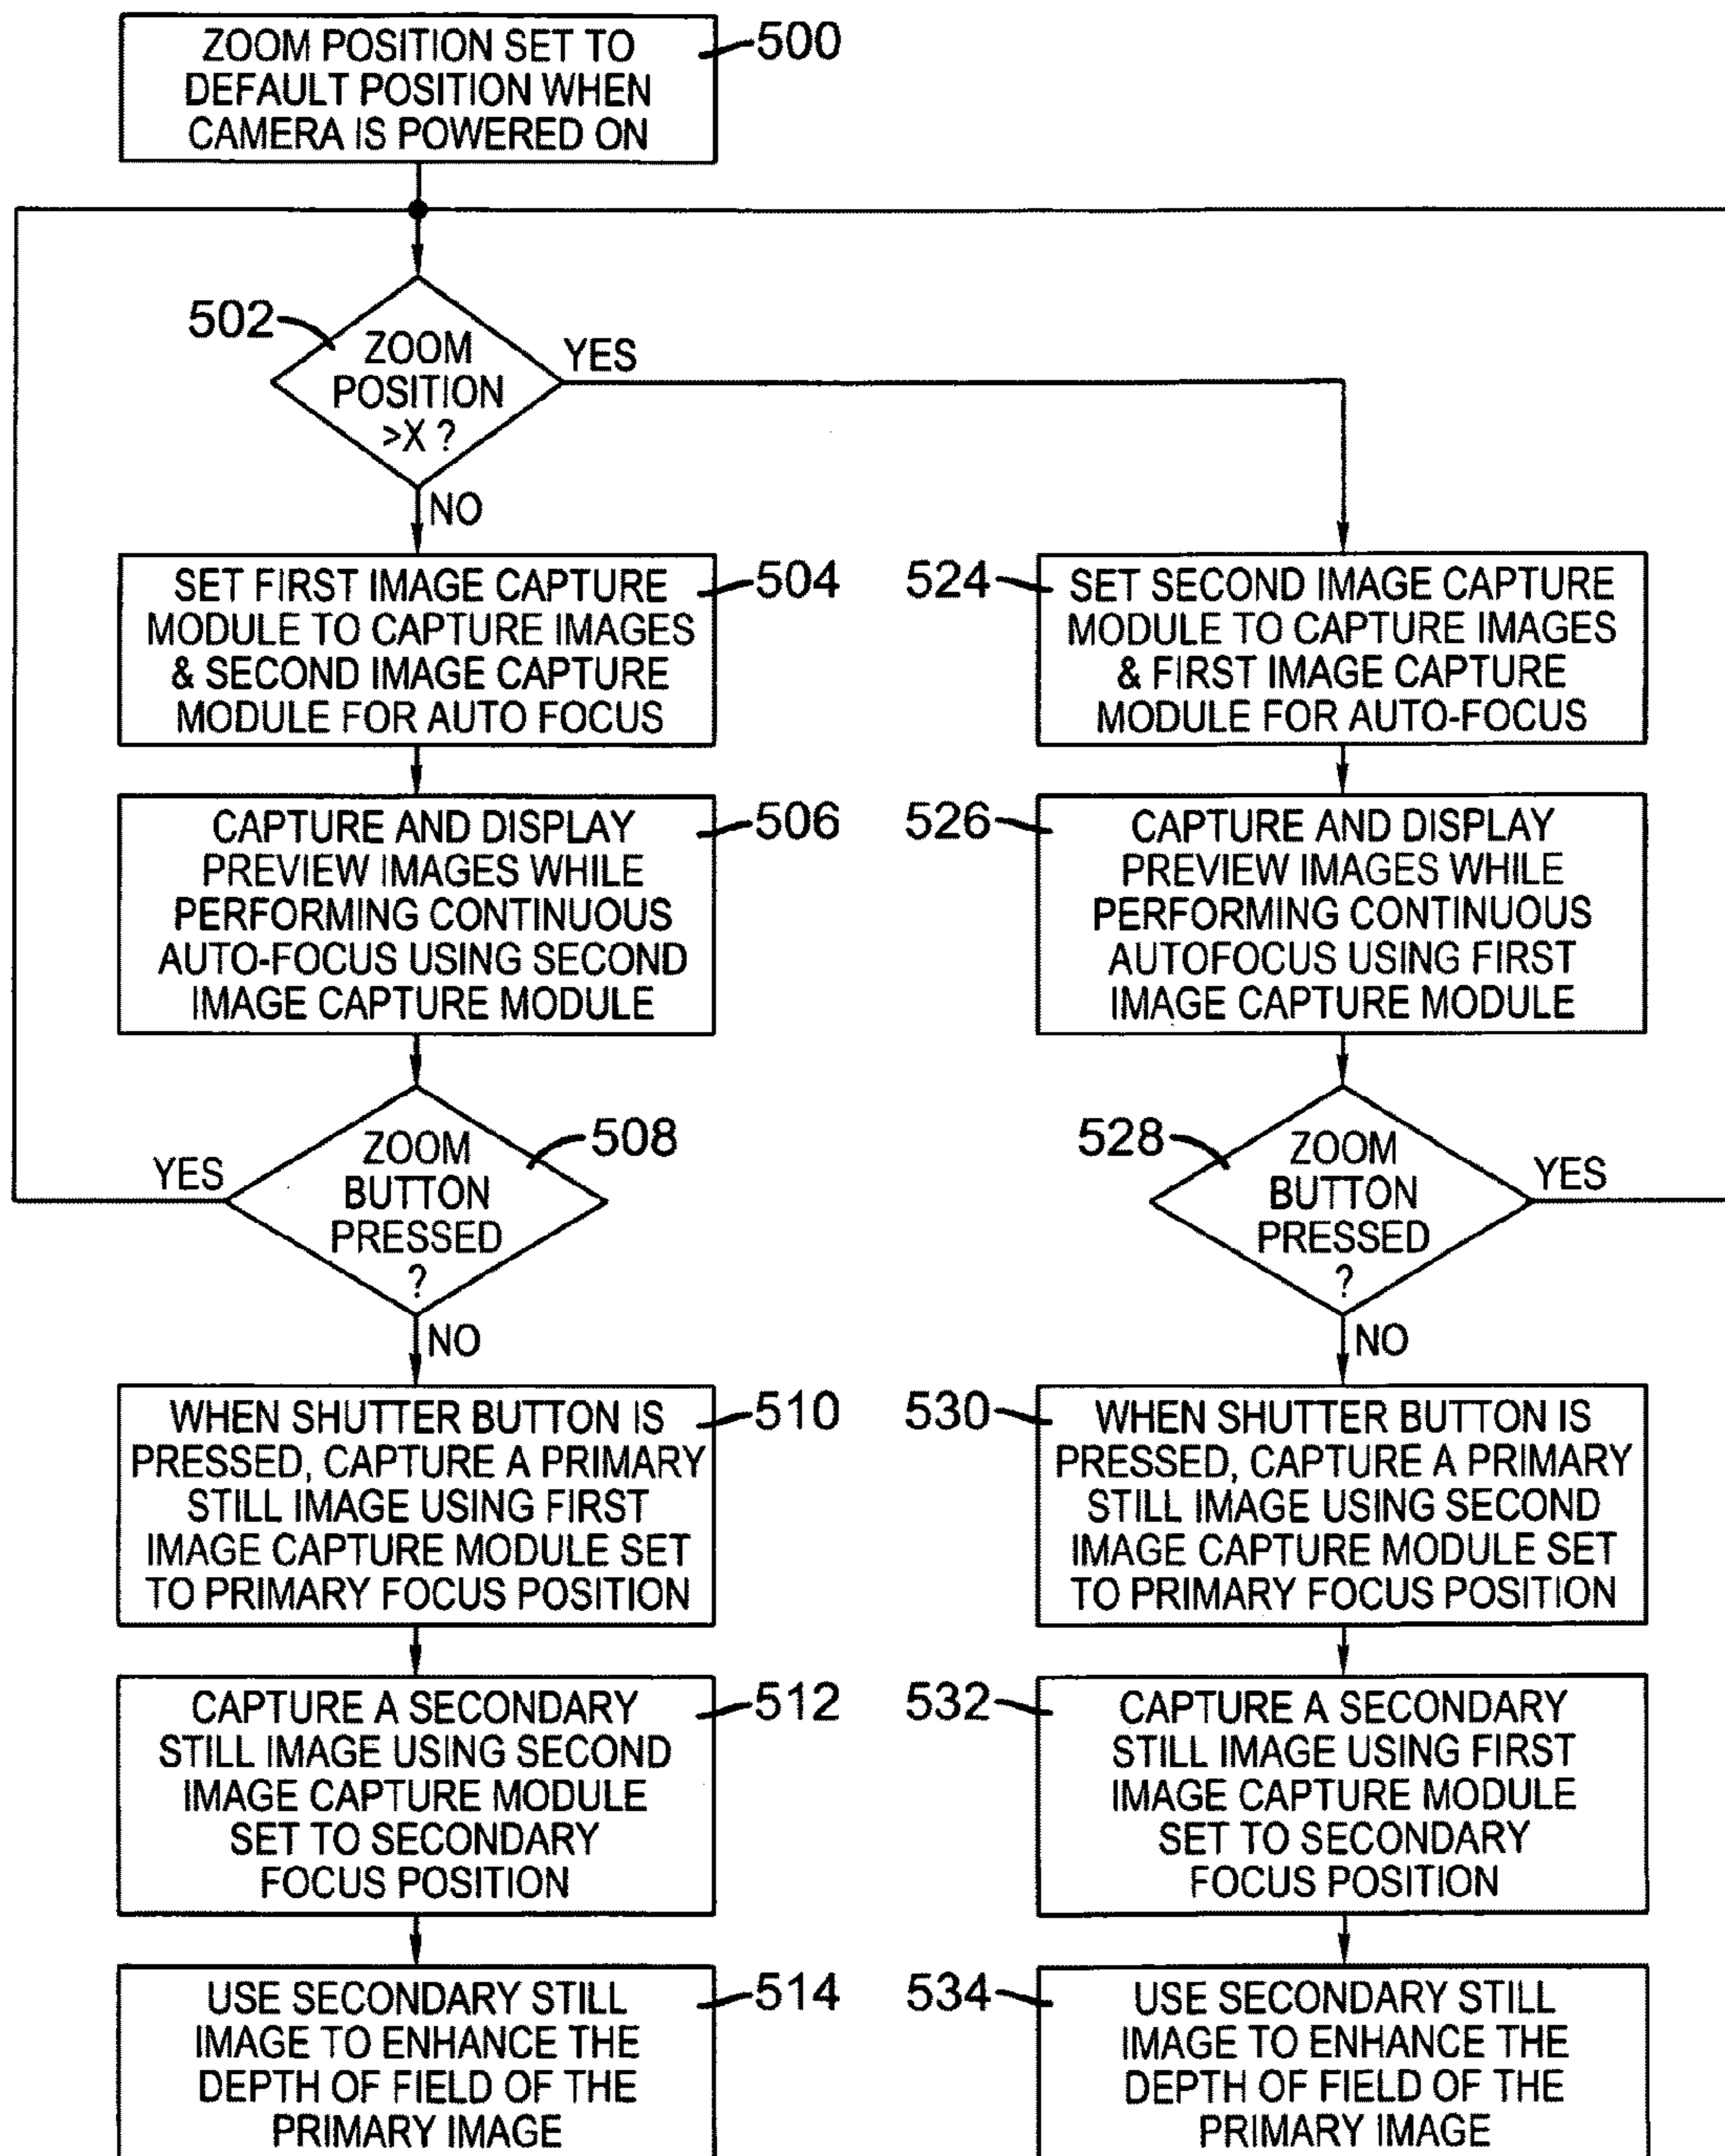 ZOOM POSITION SET TO
DEFAULT POSITION WHEN
CAMERA IS POWERED ON
500
502
ZOOM
POSITION
>X ?
YES
NO
SET FIRST IMAGE CAPTURE
MODULE TO CAPTURE IMAGES
& SECOND IMAGE CAPTURE
MODULE FOR AUTO FOCUS
504
524
SET SECOND IMAGE CAPTURE
MODULE TO CAPTURE IMAGES
& FIRST IMAGE CAPTURE
MODULE FOR AUTO-FOCUS
CAPTURE AND DISPLAY
PREVIEW IMAGES WHILE
PERFORMING CONTINUOUS
AUTO-FOCUS USING SECOND
IMAGE CAPTURE MODULE
506
526
CAPTURE AND DISPLAY
PREVIEW IMAGES WHILE
PERFORMING CONTINUOUS
AUTOFOCUS USING FIRST
IMAGE CAPTURE MODULE
YES
ZOOM
BUTTON
PRESSED
?
508
NO
528
ZOOM
BUTTON
PRESSED
?
YES
NO
WHEN SHUTTER BUTTON IS
PRESSED, CAPTURE A PRIMARY
STILL IMAGE USING FIRST
IMAGE CAPTURE MODULE SET
TO PRIMARY FOCUS POSITION
510
530
WHEN SHUTTER BUTTON IS
PRESSED, CAPTURE A PRIMARY
STILL IMAGE USING SECOND
IMAGE CAPTURE MODULE SET
TO PRIMARY FOCUS POSITION
CAPTURE A SECONDARY
STILL IMAGE USING SECOND
IMAGE CAPTURE MODULE
SET TO SECONDARY
FOCUS POSITION
512
532
CAPTURE A SECONDARY
STILL IMAGE USING FIRST
IMAGE CAPTURE MODULE
SET TO SECONDARY
FOCUS POSITION
USE SECONDARY STILL
IMAGE TO ENHANCE THE
DEPTH OF FIELD OF THE
PRIMARY IMAGE
514
534
USE SECONDARY STILL
IMAGE TO ENHANCE THE
DEPTH OF FIELD OF THE
PRIMARY IMAGE